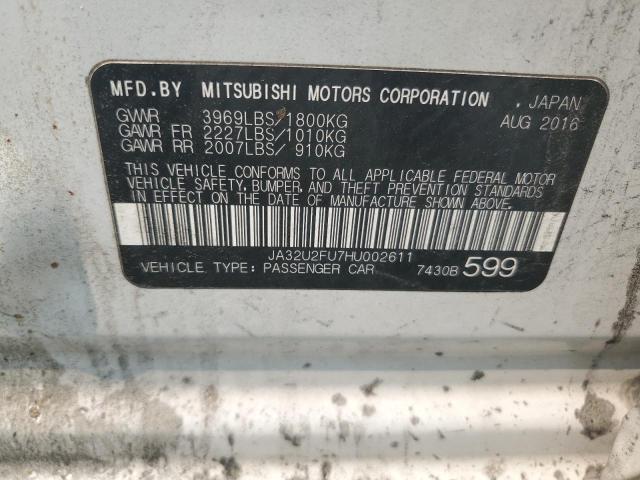 MFD.BY MITSUBISHI MOTORS CORPORATION , JAPAN
GVWR 3969LBS/1800KG AUG 2016
GAWR FR 2227LBS/1010KG
GAWR RR 2007LBS/ 910KG
THIS VEHICLE CONFORMS TO ALL APPLICABLE FEDERAL MOTOR
VEHICLE SAFETY, BUMPER, AND THEFT PREVENTION STANDARDS
IN EFFECT ON THE DATE OF MANUFACTURE SHOWN ABOVE.
JA32U2FU7HU002611
VEHICLE TYPE: PASSENGER CAR 7430B 599